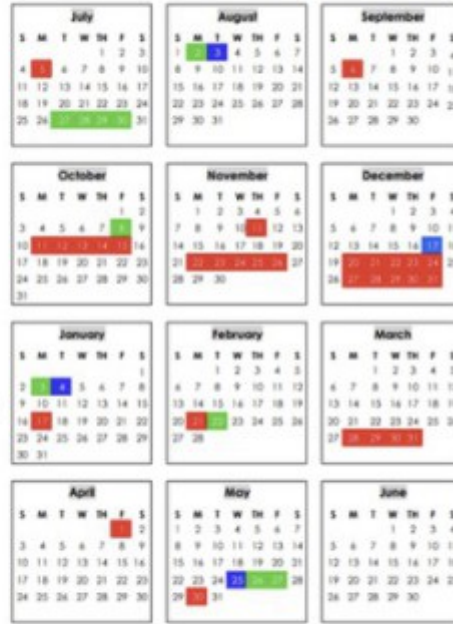 July
S M T W TH F S
1 2 3
4 5 6 7 8 9 10
11 12 13 14 15 16 17
18 19 20 21 22 23 24
25 26 27 28 29 30 31
August
S M T W TH F S
1 2 3 4 5 6 7
8 9 10 11 12 13 14
15 16 17 18 19 20 21
22 23 24 25 26 27 28
29 30 31
September
S M T W TH F
1 2 3
5 6 7 8 9 10
12 13 14 15 16 17
19 20 21 22 23 24
26 27 28 29 30
October
S M T W TH F S
1 2
3 4 5 6 7 8 9
10 11 12 13 14 15 16
17 18 19 20 21 22 23
24 25 26 27 28 29 30
31
November
S M T W TH F S
1 2 3 4 5 6
7 8 9 10 11 12 13
14 15 16 17 18 19 20
21 22 23 24 25 26 27
28 29 30
December
S M T W TH F S
1 2 3 4
5 6 7 8 9 10
12 13 14 15 16 17
19 20 21 22 23 24
26 27 28 29 30 31
January
S M T W TH F S
1
2 3 4 5 6 7 8
9 10 11 12 13 14 15
16 17 18 19 20 21 22
23 24 25 26 27 28 29
30 31
February
S M T W TH F S
1 2 3 4 5
6 7 8 9 10 11 12
13 14 15 16 17 18 19
20 21 22 23 24 25 26
27 28
March
S M T W TH F S
1 2 3 4
6 7 8 9 10 11
13 14 15 16 17 18
20 21 22 23 24 25
27 28 29 30 31
April
S M T W TH F S
1 2
3 4 5 6 7 8 9
10 11 12 13 14 15 16
17 18 19 20 21 22 23
24 25 26 27 28 29 30
May
S M T W TH F S
1 2 3 4 5 6 7
8 9 10 11 12 13 14
15 16 17 18 19 20 21
22 23 24 25 26 27 28
29 30 31
June
S M T W TH F S
1 2 3
5 6 7 8 9 10
12 13 14 15 16 17
19 20 21 22 23 24
26 27 28 29 30